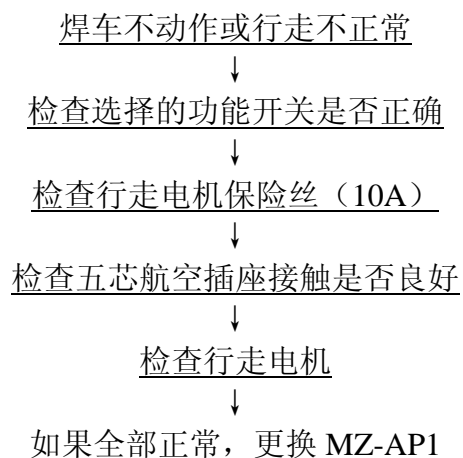 焊车不动作或行走不正常
↓
检查选择的功能开关是否正确
↓
检查行走电机保险丝（10A）
↓
检查五芯航空插座接触是否良好
↓
检查行走电机
↓
如果全部正常，更换 MZ-AP1